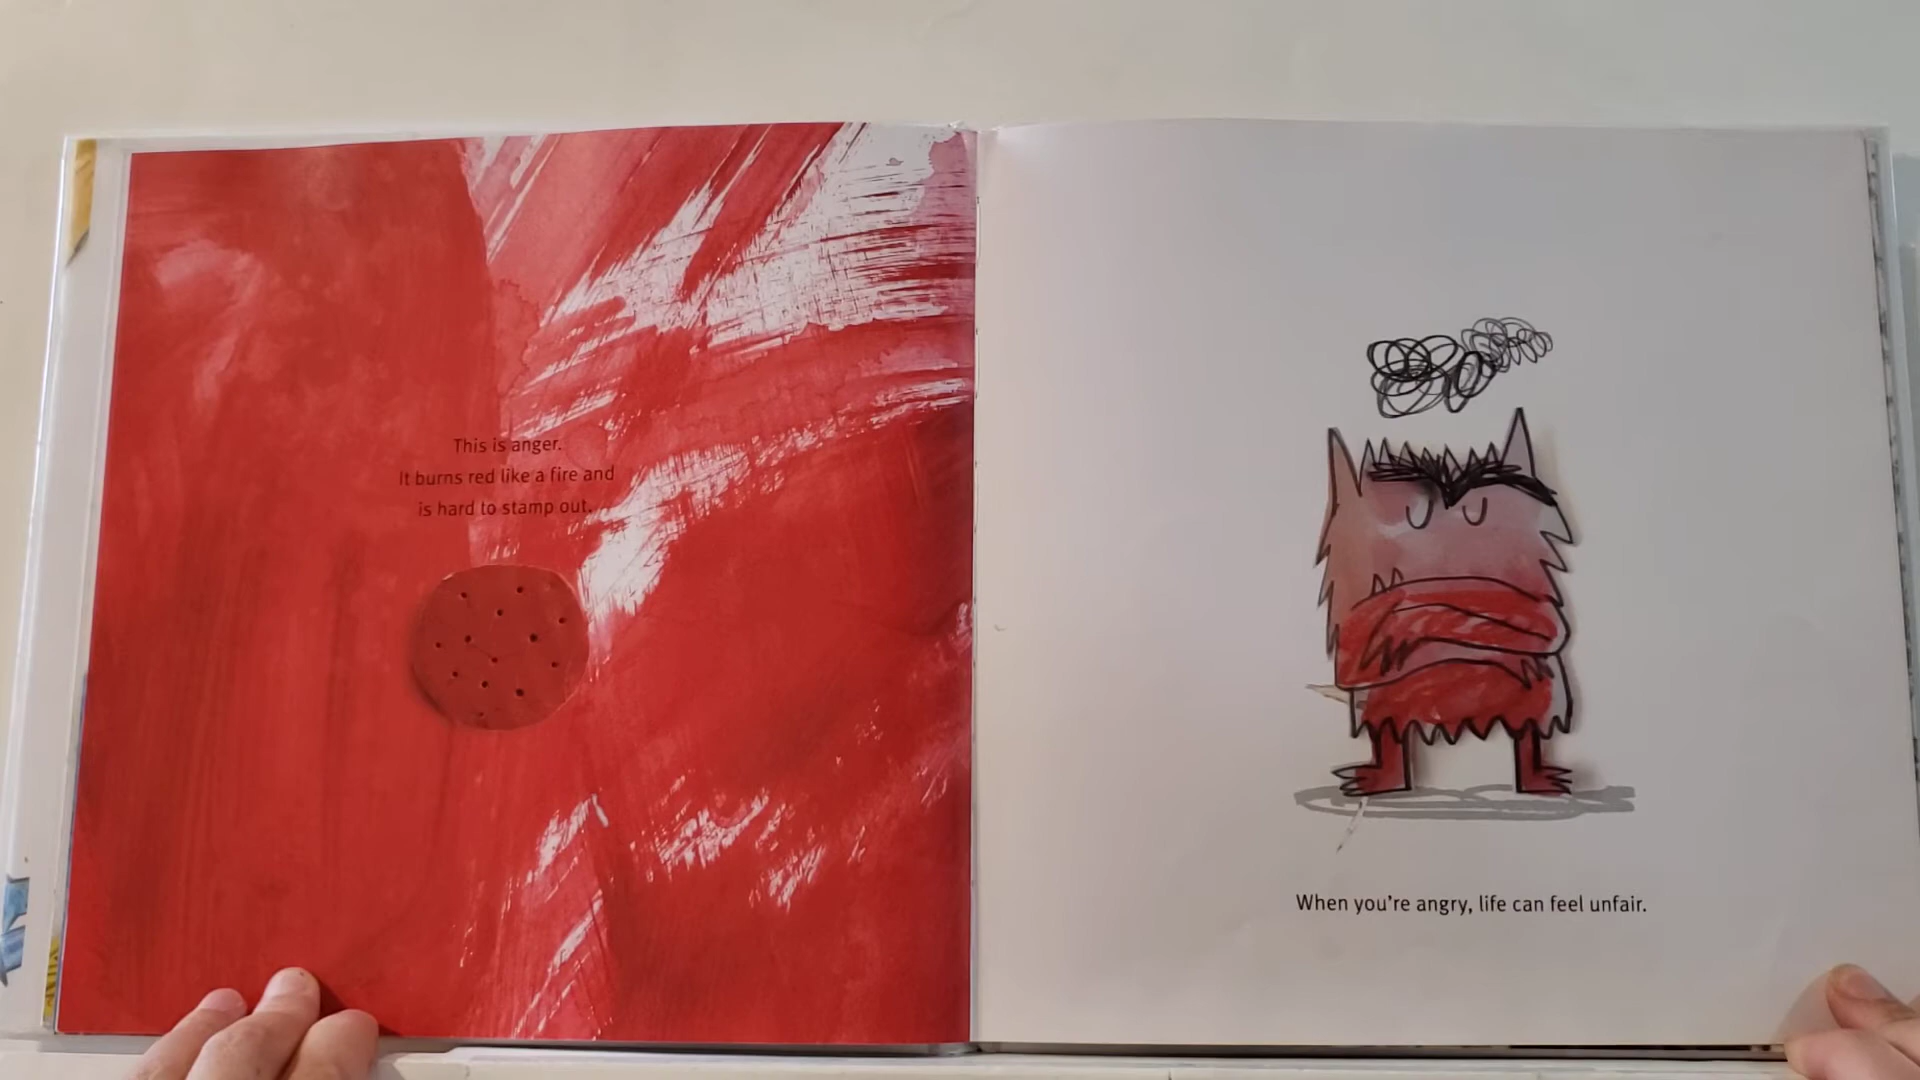 This is anger.
It burns red like a fire and
is hard to stamp out.
When you're angry, life can feel unfair.